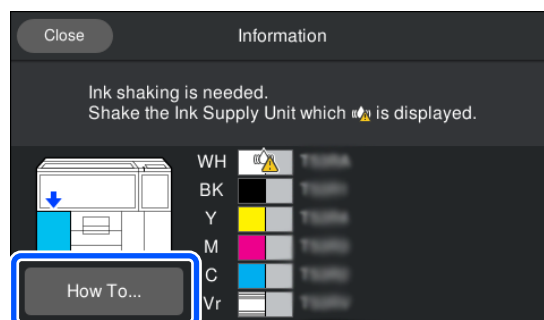 Close
Information
Ink shaking is needed.
Shake the Ink Supply Unit which is displayed.
WH
BK
Y
M
C
Vr
How To...